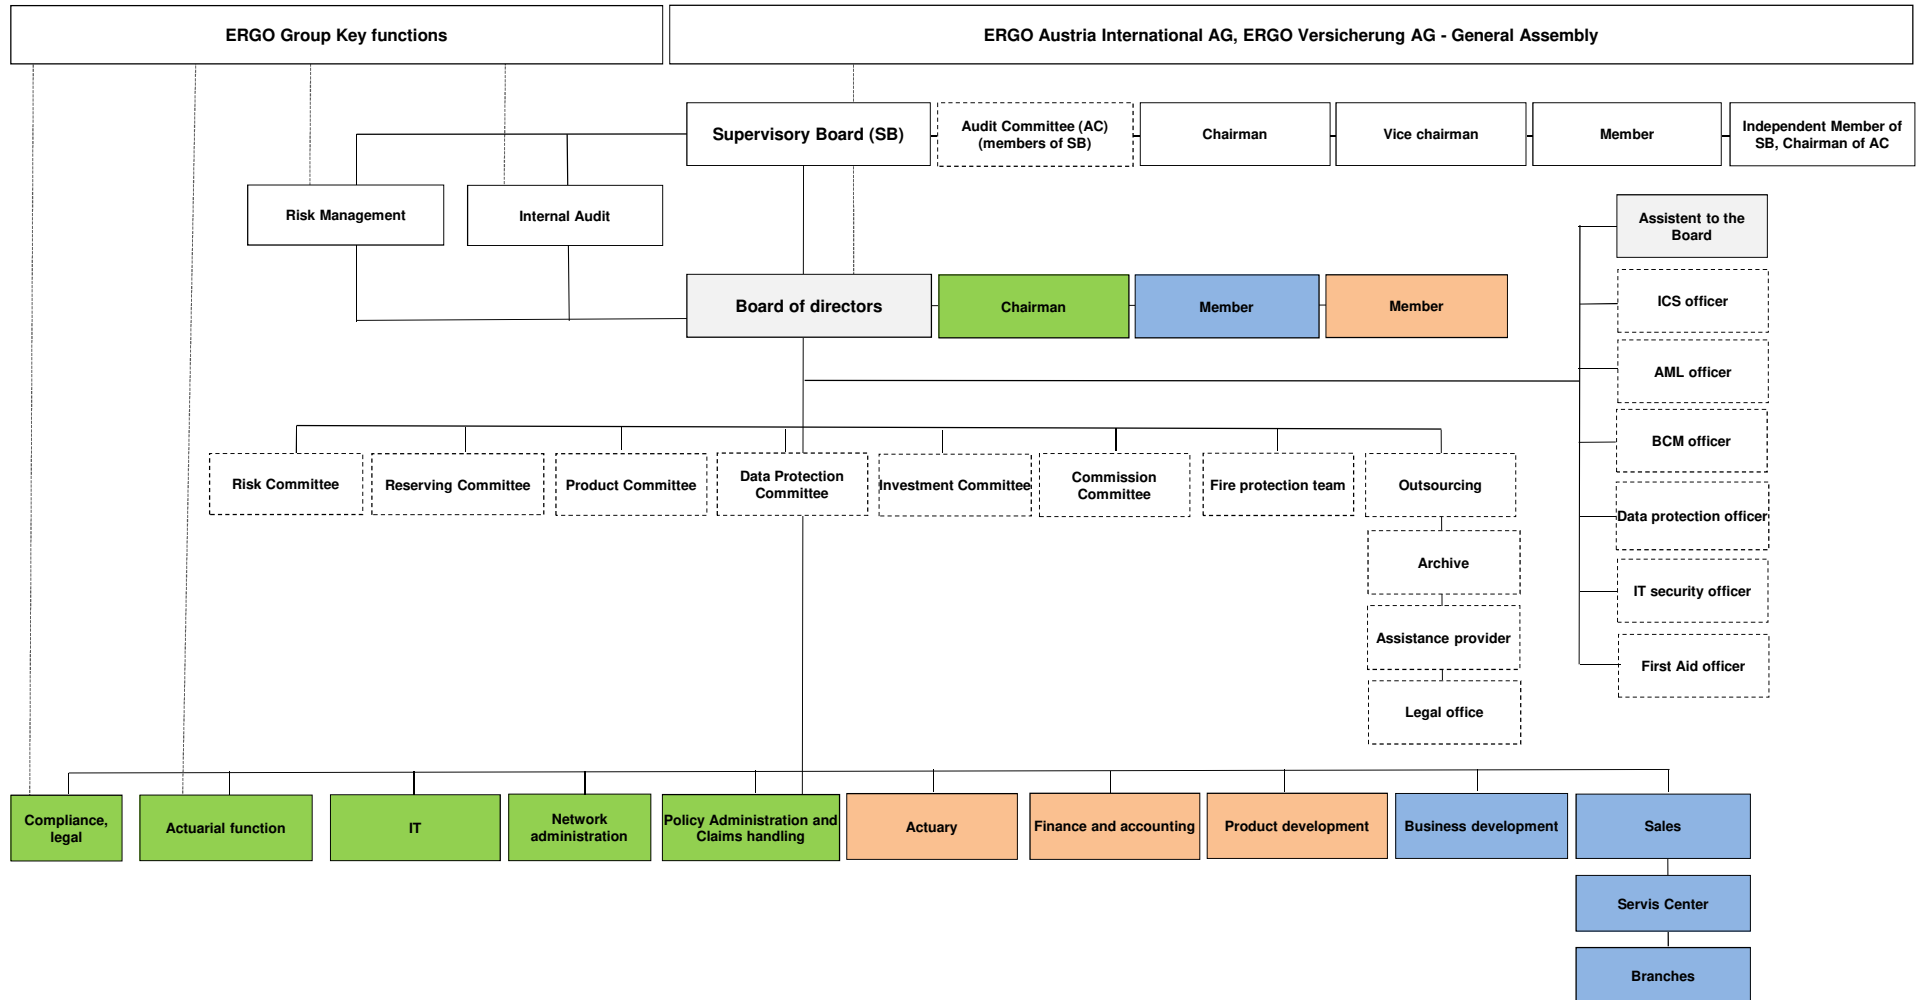 ERGO Group Key functions
ERGO Austria International AG, ERGO Versicherung AG - General Assembly
Supervisory Board (SB)
Audit Committee (AC)
(members of SB)
Chairman
Vice chairman
Member
Independent Member of
SB, Chairman of AC
Risk Management
Internal Audit
Assistent to the
Board
Board of directors
Chairman
Member
Member
ICS officer
AML officer
BCM officer
Data protection officer
IT security officer
First Aid officer
Risk Committee
Reserving Committee
Product Committee
Data Protection
Committee
Investment Committee
Commission
Committee
Fire protection team
Outsourcing
Archive
Assistance provider
Legal office
Compliance,
legal
Actuarial function
IT
Network
administration
Policy Administration and
Claims handling
Actuary
Finance and accounting
Product development
Business development
Sales
Servis Center
Branches